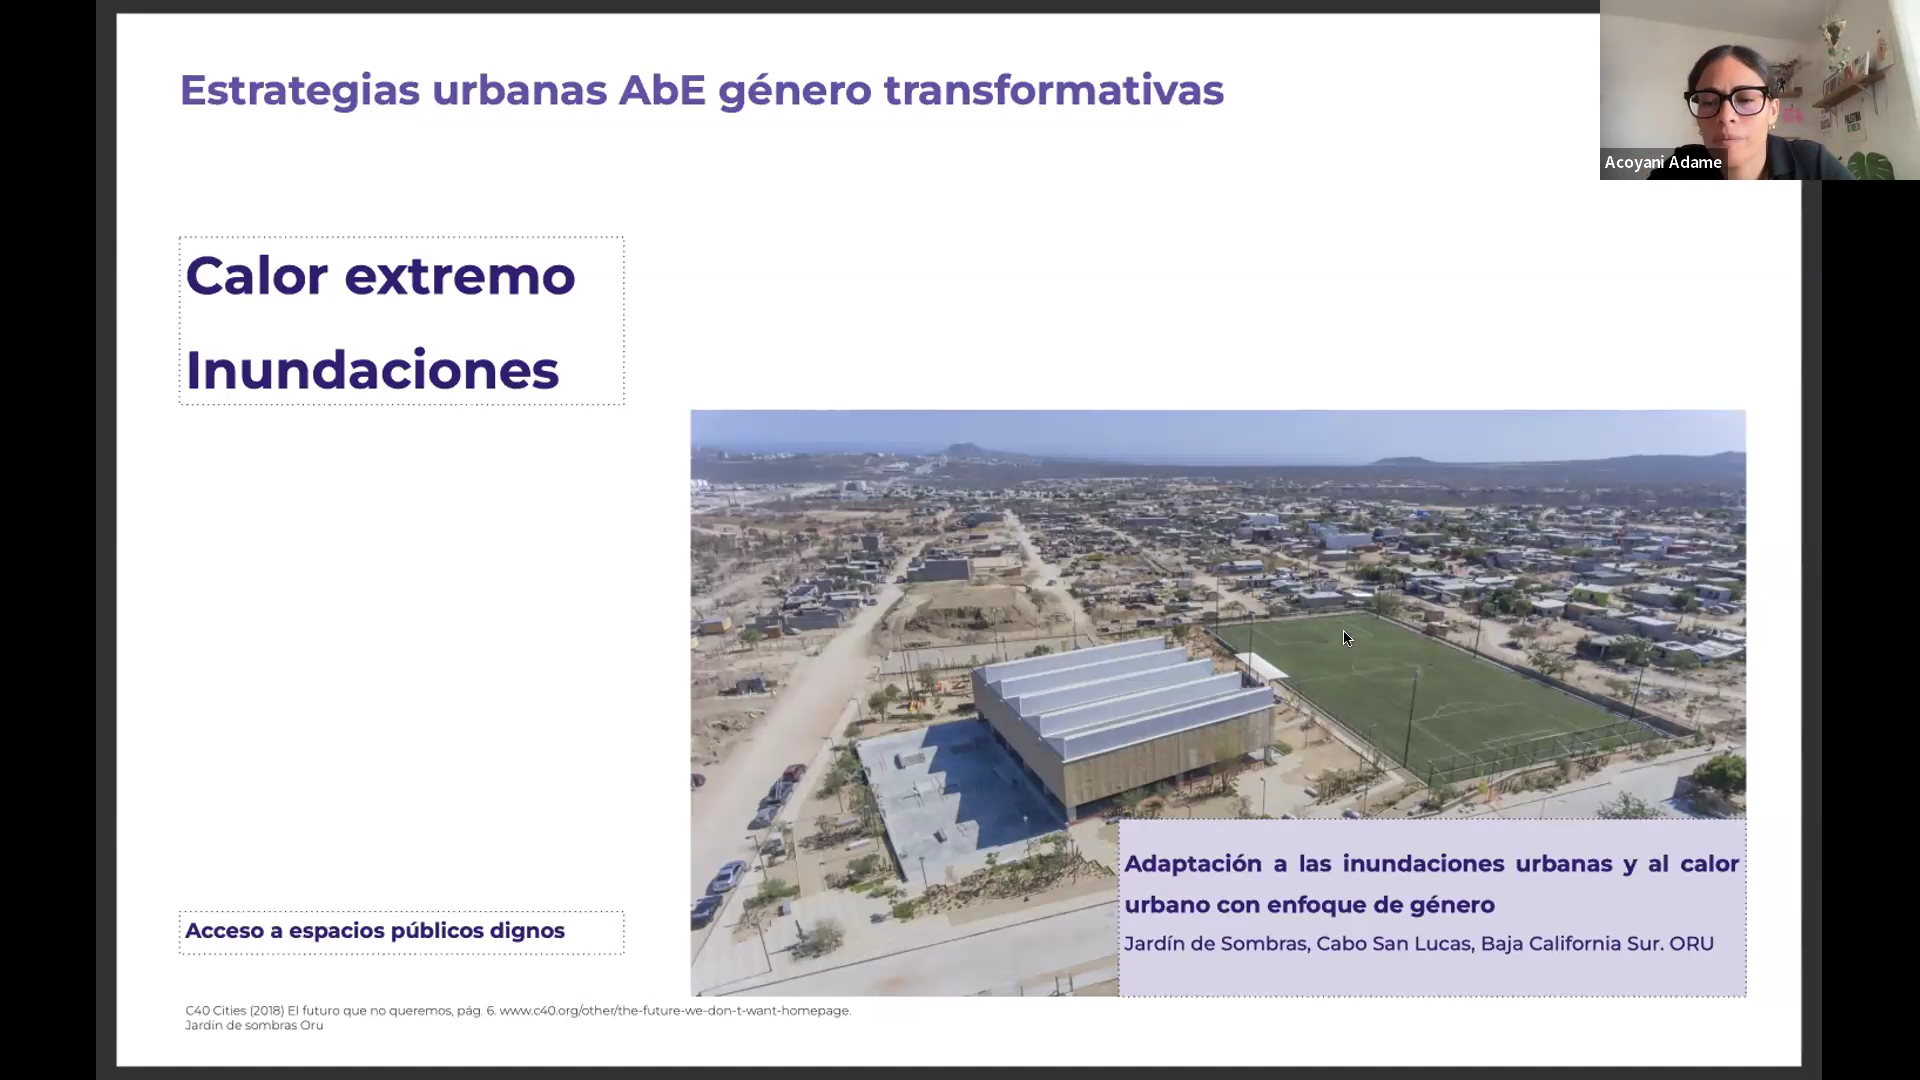 Estrategias urbanas AbE género transformativas
Acoyani Adame
Calor extremo
Inundaciones
Adaptación a las inundaciones urbanas y al calor
urbano con enfoque de género
Jardín de Sombras, Cabo San Lucas, Baja California Sur. ORU
Acceso a espacios públicos dignos
C40 Cities (2018) El futuro que no queremos, pág. 6. www.c40.org/other/the-future-we-don-t-want-homepage.
Jardin de sombras Oru